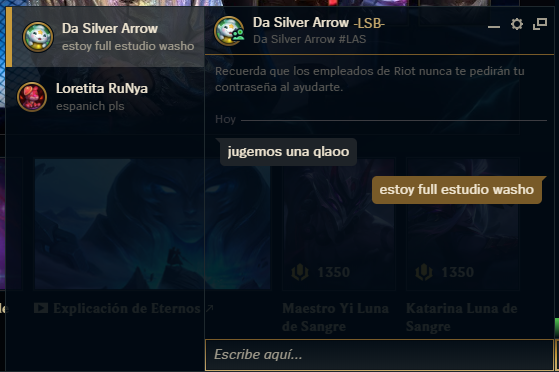 Da Silver Arrow
estoy full estudio washo
Loretita RuNya
espanich pls
Da Silver Arrow -LSB-
Da Silver Arrow #LAS
Recuerda que los empleados de Riot nunca te pedirán tu
contraseña al ayudarte.
Hoy
jugemos una qlaoo
estoy full estudio washo
1350
1350
Explicación de Eternos
Maestro Yi Luna
de Sangre
Katarina Luna de
Sangre
Escribe aquí...